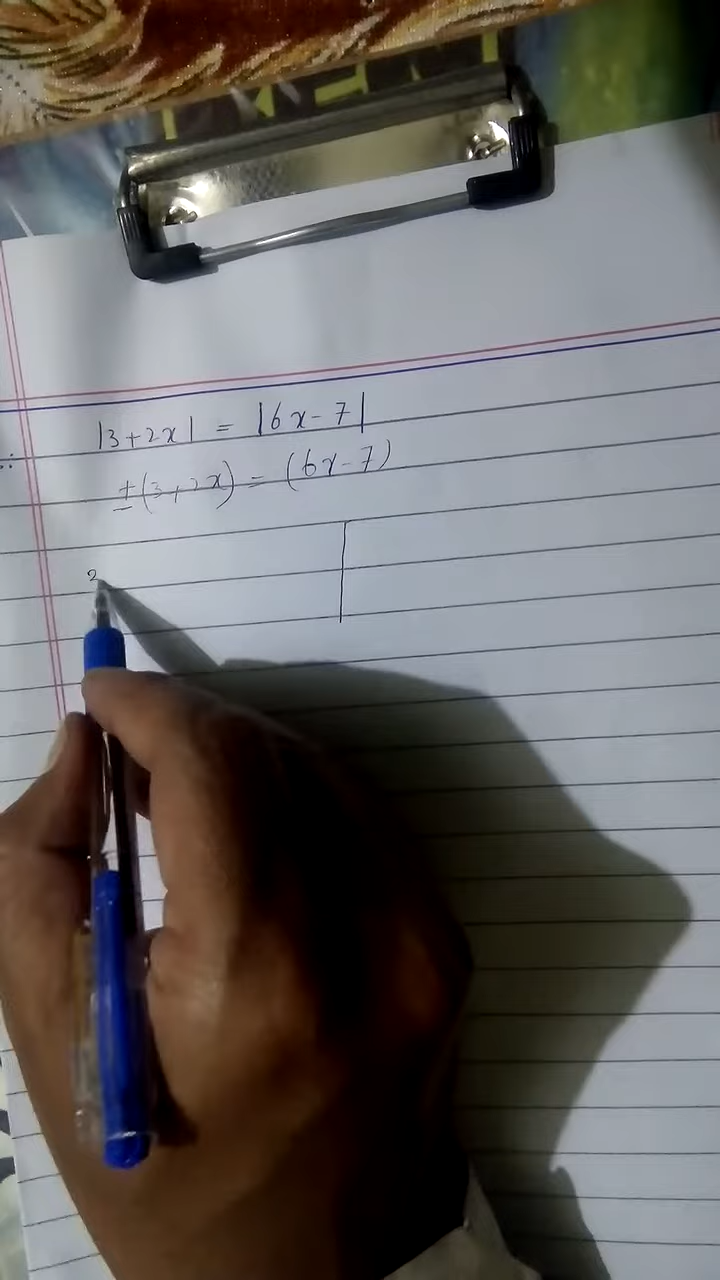 |3+2x| = |6x-7|
±(3+2x) = (6x-7)